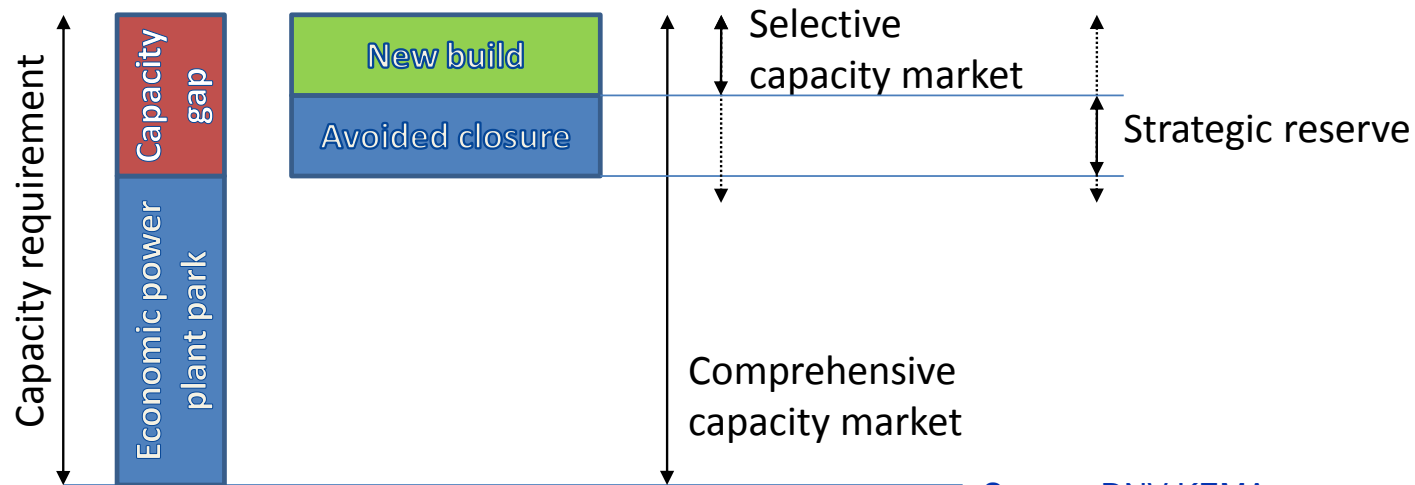 Capacity requirement
Capacity
gap
Economic power
plant park
New build
Avoided closure
Selective
capacity market
Strategic reserve
Comprehensive
capacity market